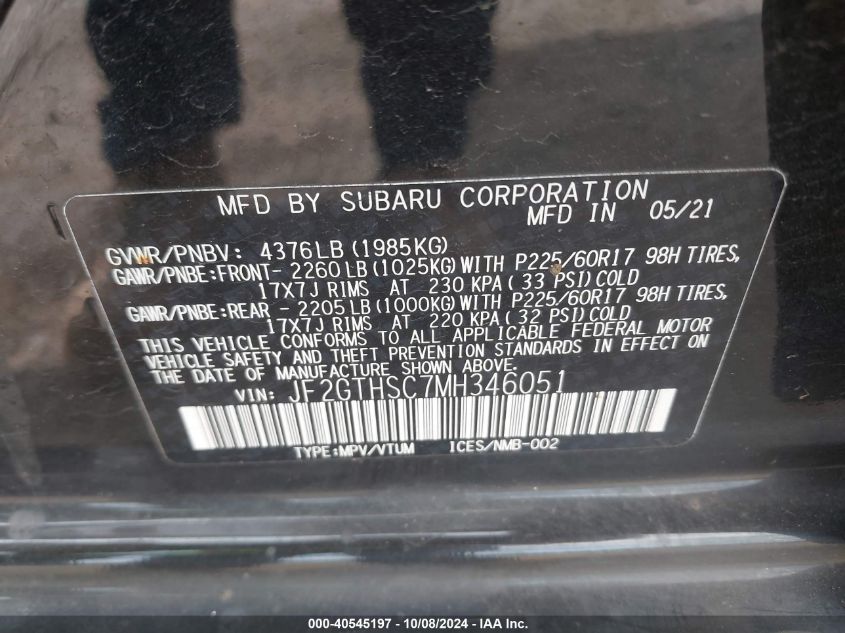 MFD BY SUBARU CORPORATION
MFD IN 05/21
GVWR/PNBV: 4376LB (1985KG)
GAWR/PNBE:FRONT- 2260 LB (1025KG) WITH P225/60R17 98H TIRES,
17X7J RIMS AT 230 KPA ( 33 PSI) COLD
GAWR/PNBE:REAR - 2205 LB (1000KG) WITH P225/60R17 98H TIRES,
17X7J RIMS AT 220 KPA ( 32 PSI) COLD
THIS VEHICLE CONFORMS TO ALL APPLICABLE FEDERAL MOTOR
VEHICLE SAFETY AND THEFT PREVENTION STANDARDS IN EFFECT ON
THE DATE OF MANUFACTURE SHOWN ABOVE.
VIN: JF2GTHSC7MH346051
TYPE:MPV/VTUM ICES/NMB-002
000-40545197 - 10/08/2024 - IAA Inc.